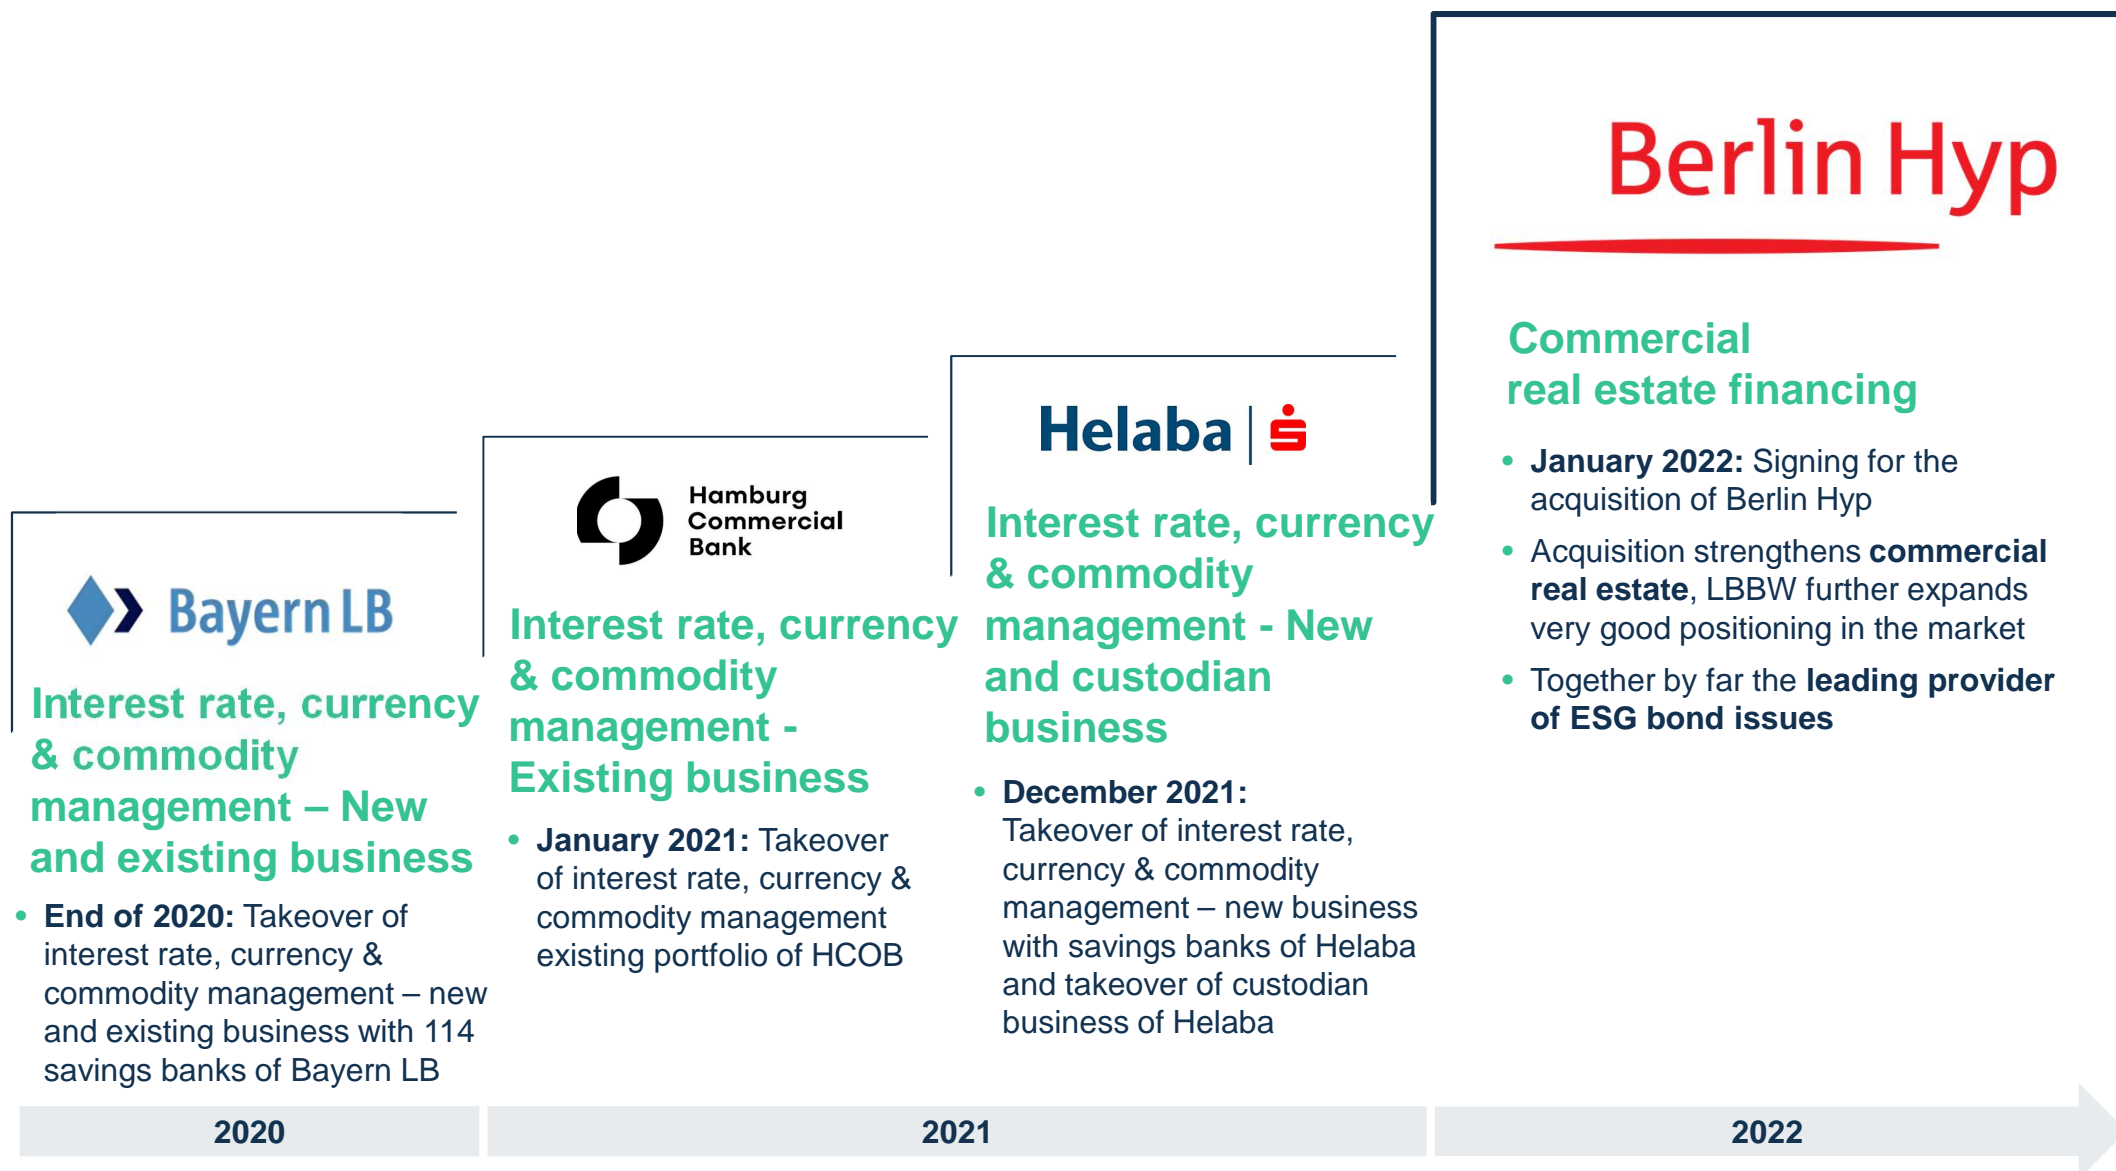 Bayern LB
Interest rate, currency
& commodity
management – New
and existing business
• End of 2020: Takeover of
interest rate, currency &
commodity management – new
and existing business with 114
savings banks of Bayern LB
Hamburg
Commercial
Bank
Interest rate, currency
& commodity
management -
Existing business
• January 2021: Takeover
of interest rate, currency &
commodity management
existing portfolio of HCOB
Helaba
Interest rate, currency
& commodity
management - New
and custodian
business
• December 2021:
Takeover of interest rate,
currency & commodity
management – new business
with savings banks of Helaba
and takeover of custodian
business of Helaba
Berlin Hyp
Commercial
real estate financing
• January 2022: Signing for the
acquisition of Berlin Hyp
• Acquisition strengthens commercial
real estate, LBBW further expands
very good positioning in the market
• Together by far the leading provider
of ESG bond issues
2020
2021
2022